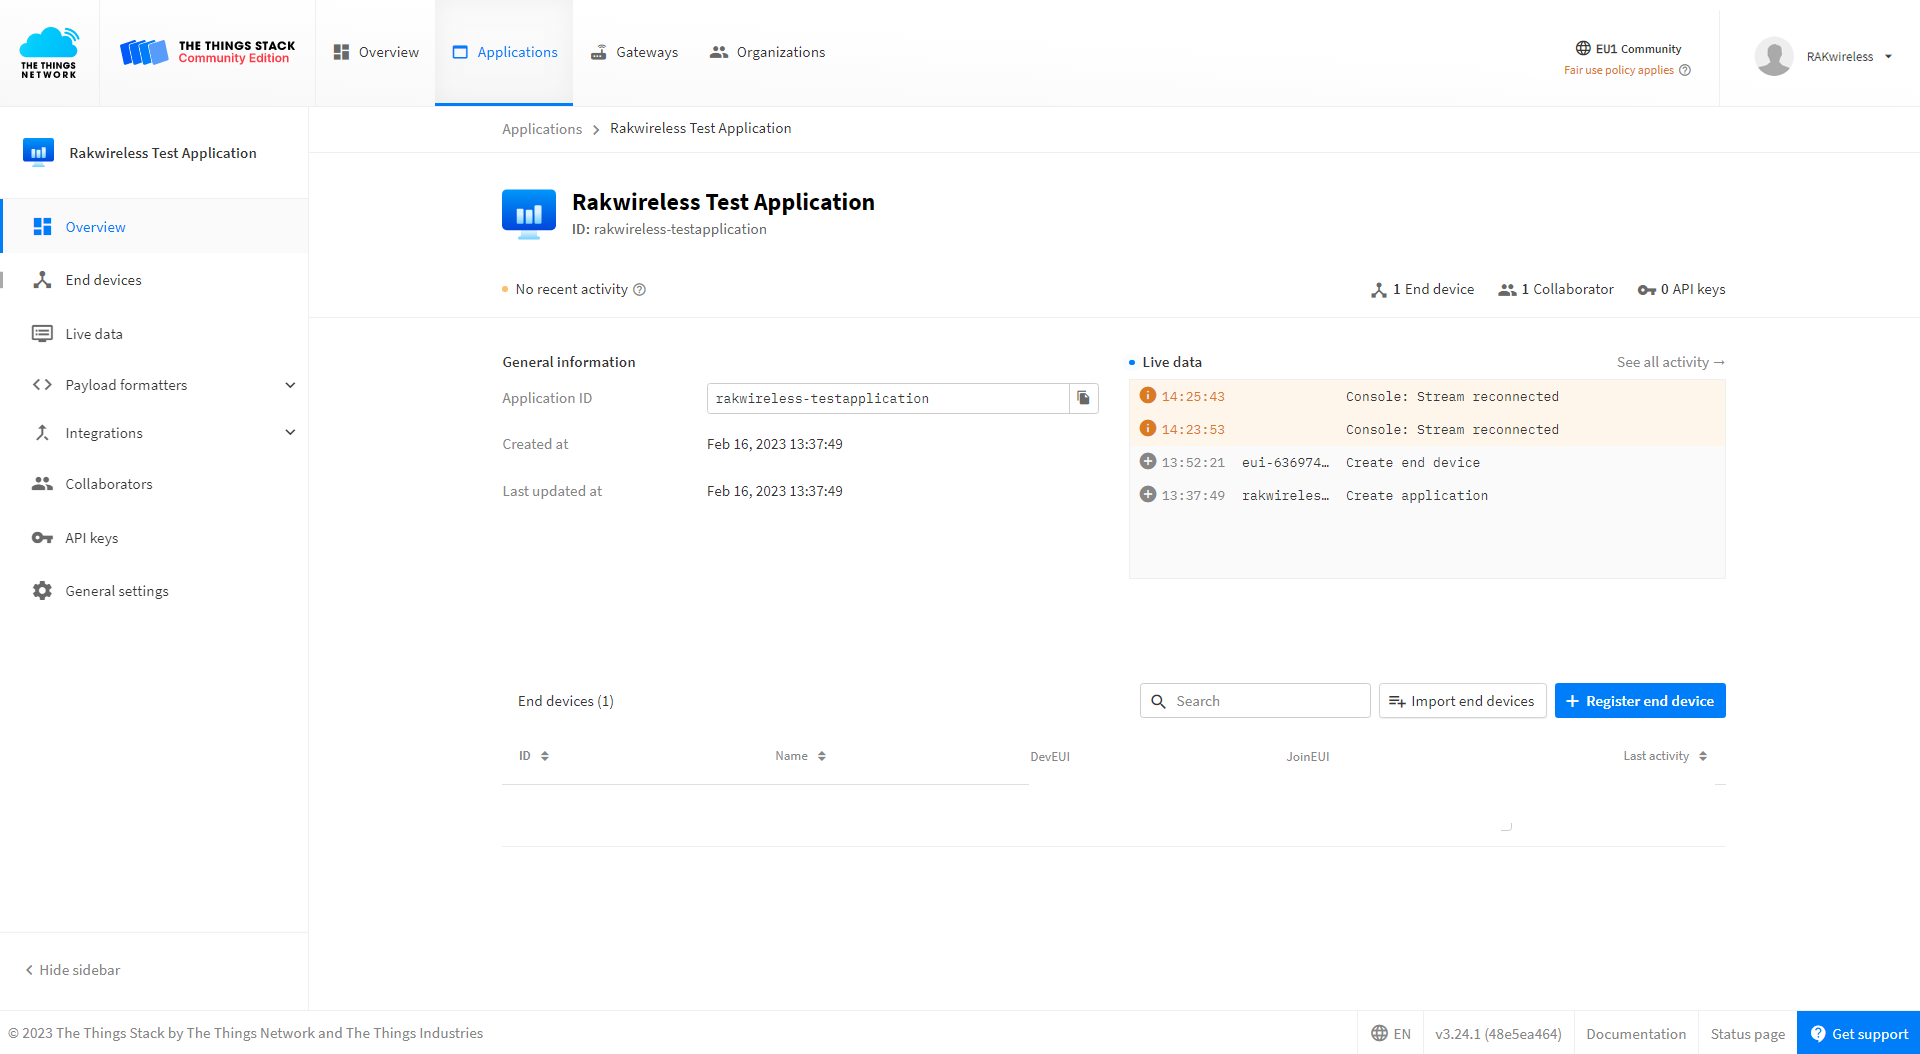 THE THINGS
NETWORK
THE THINGS STACK
Community Edition
Overview
Applications
Gateways
Organizations
EU1 Community
Fair use policy applies
RAKwireless
Rakwireless Test Application
Overview
End devices
Live data
Payload formatters
Integrations
Collaborators
API keys
General settings
Hide sidebar
Applications > Rakwireless Test Application
Rakwireless Test Application
ID: rakwireless-testapplication
No recent activity
1 End device
1 Collaborator
0 API keys
General information
Application ID rakwireless-testapplication
Created at Feb 16, 2023 13:37:49
Last updated at Feb 16, 2023 13:37:49
Live data
See all activity →
14:25:43 Console: Stream reconnected
14:23:53 Console: Stream reconnected
13:52:21 eui-636974… Create end device
13:37:49 rakwireles… Create application
End devices (1)
Search
Import end devices
+ Register end device
ID Name DevEUI JoinEUI Last activity
© 2023 The Things Stack by The Things Network and The Things Industries
EN
v3.24.1 (48e5ea464)
Documentation
Status page
Get support